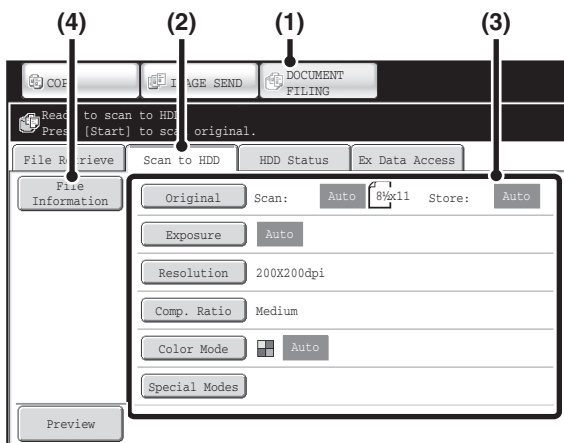 (4) (2) (1) (3)
COPY IMAGE SEND DOCUMENT
FILING
Ready to scan to HDD.
Press [Start] to scan original.
File Retrieve Scan to HDD HDD Status Ex Data Access
File
Information
Original Scan: Auto 8½x11 Store: Auto
Exposure Auto
Resolution 200X200dpi
Comp. Ratio Medium
Color Mode Auto
Special Modes
Preview